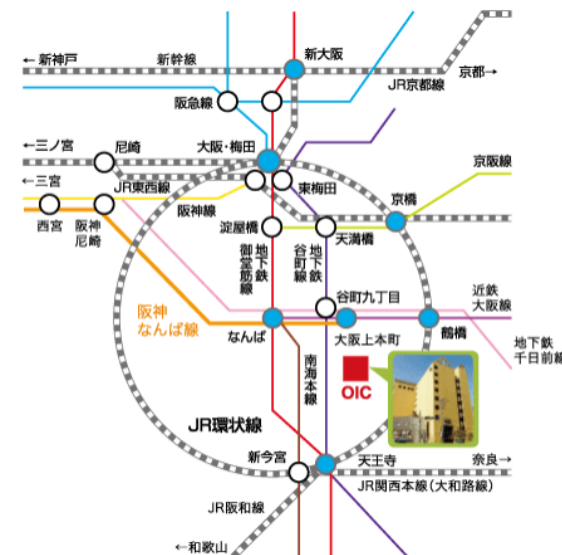 新大阪
←新神戸
新幹線
京都→
JR京都線
阪急線
←三ノ宮
尼崎
大阪・梅田
京阪線
←三宮
JR東西線
東梅田
京橋
阪神線
西宮
阪神
尼崎
淀屋橋
地下鉄
御堂筋線
地下鉄
谷町線
天満橋
谷町九丁目
近鉄
大阪線
阪神
なんば線
なんば
大阪上本町
鶴橋
地下鉄
千日前線
南海本線
OIC
JR環状線
新今宮
天王寺
奈良→
JR関西本線(大和路線)
JR阪和線
←和歌山